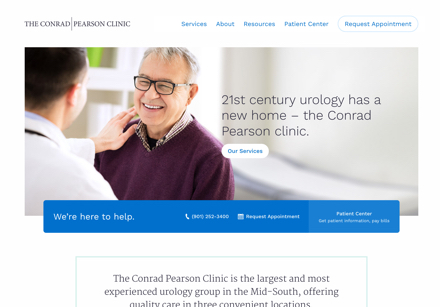 THE CONRAD PEARSON CLINIC
Services About Resources Patient Center Request Appointment
21st century urology has a
new home – the Conrad
Pearson clinic.
Our Services
We're here to help.
(901) 252-3400
Request Appointment
Patient Center
Get patient information, pay bills
The Conrad Pearson Clinic is the largest and most
experienced urology group in the Mid-South, offering
quality care in three convenient locations.